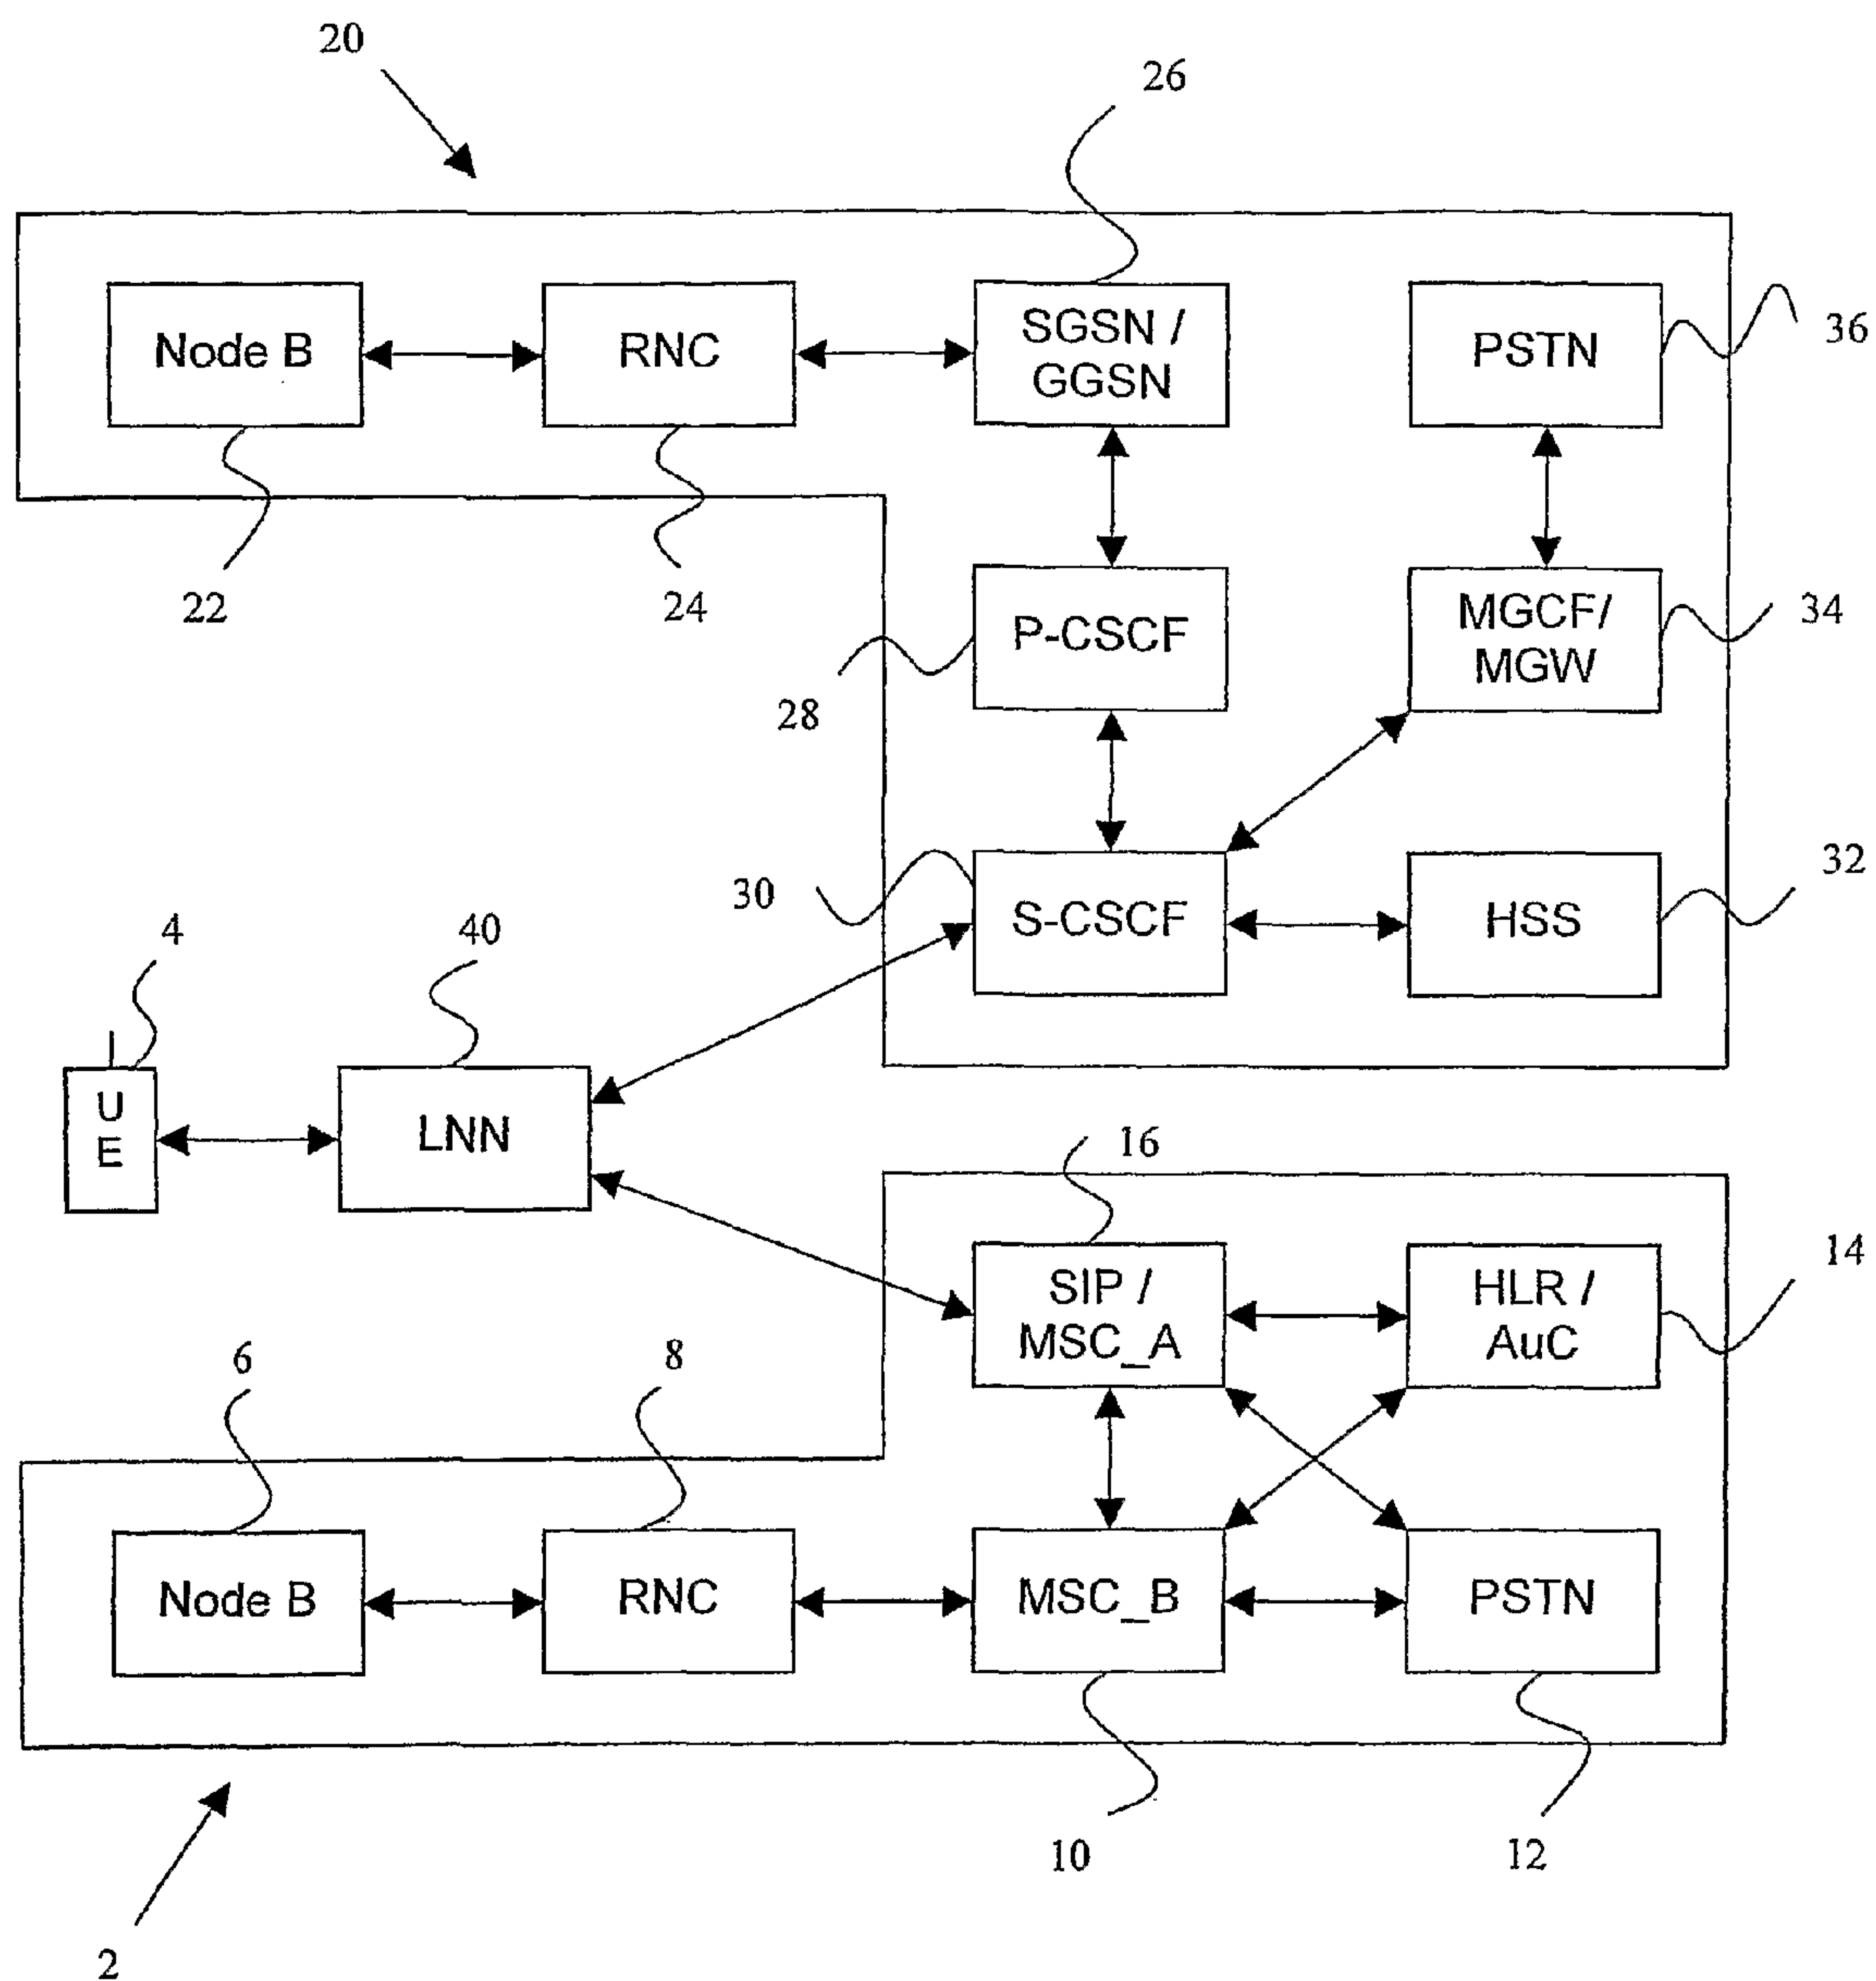 20
26
Node B
RNC
SGSN /
GGSN
PSTN
36
22
24
P-CSCF
MGCF/
MGW
34
28
30
S-CSCF
HSS
32
4
40
U
E
LNN
16
SIP /
MSC_A
HLR /
AuC
14
6
8
Node B
RNC
MSC_B
PSTN
10
12
2